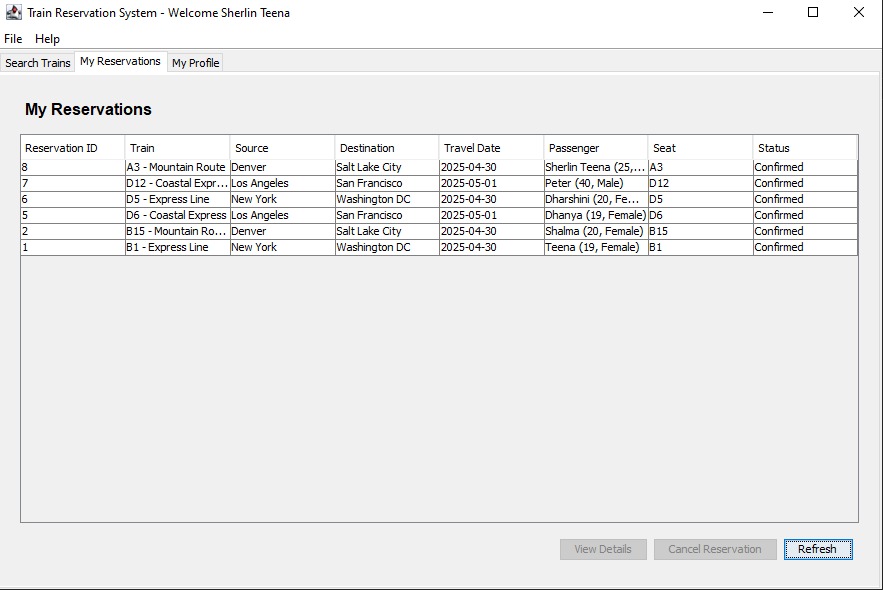 Train Reservation System - Welcome Sherlin Teena
File Help
Search Trains My Reservations My Profile
My Reservations
Reservation ID Train Source Destination Travel Date Passenger Seat Status
8 A3 - Mountain Route Denver Salt Lake City 2025-04-30 Sherlin Teena (25,... A3 Confirmed
7 D12 - Coastal Expr... Los Angeles San Francisco 2025-05-01 Peter (40, Male) D12 Confirmed
6 D5 - Express Line New York Washington DC 2025-04-30 Dharshini (20, Fe... D5 Confirmed
5 D6 - Coastal Express Los Angeles San Francisco 2025-05-01 Dhanya (19, Female) D6 Confirmed
2 B15 - Mountain Ro... Denver Salt Lake City 2025-04-30 Shalma (20, Female) B15 Confirmed
1 B1 - Express Line New York Washington DC 2025-04-30 Teena (19, Female) B1 Confirmed
View Details Cancel Reservation Refresh